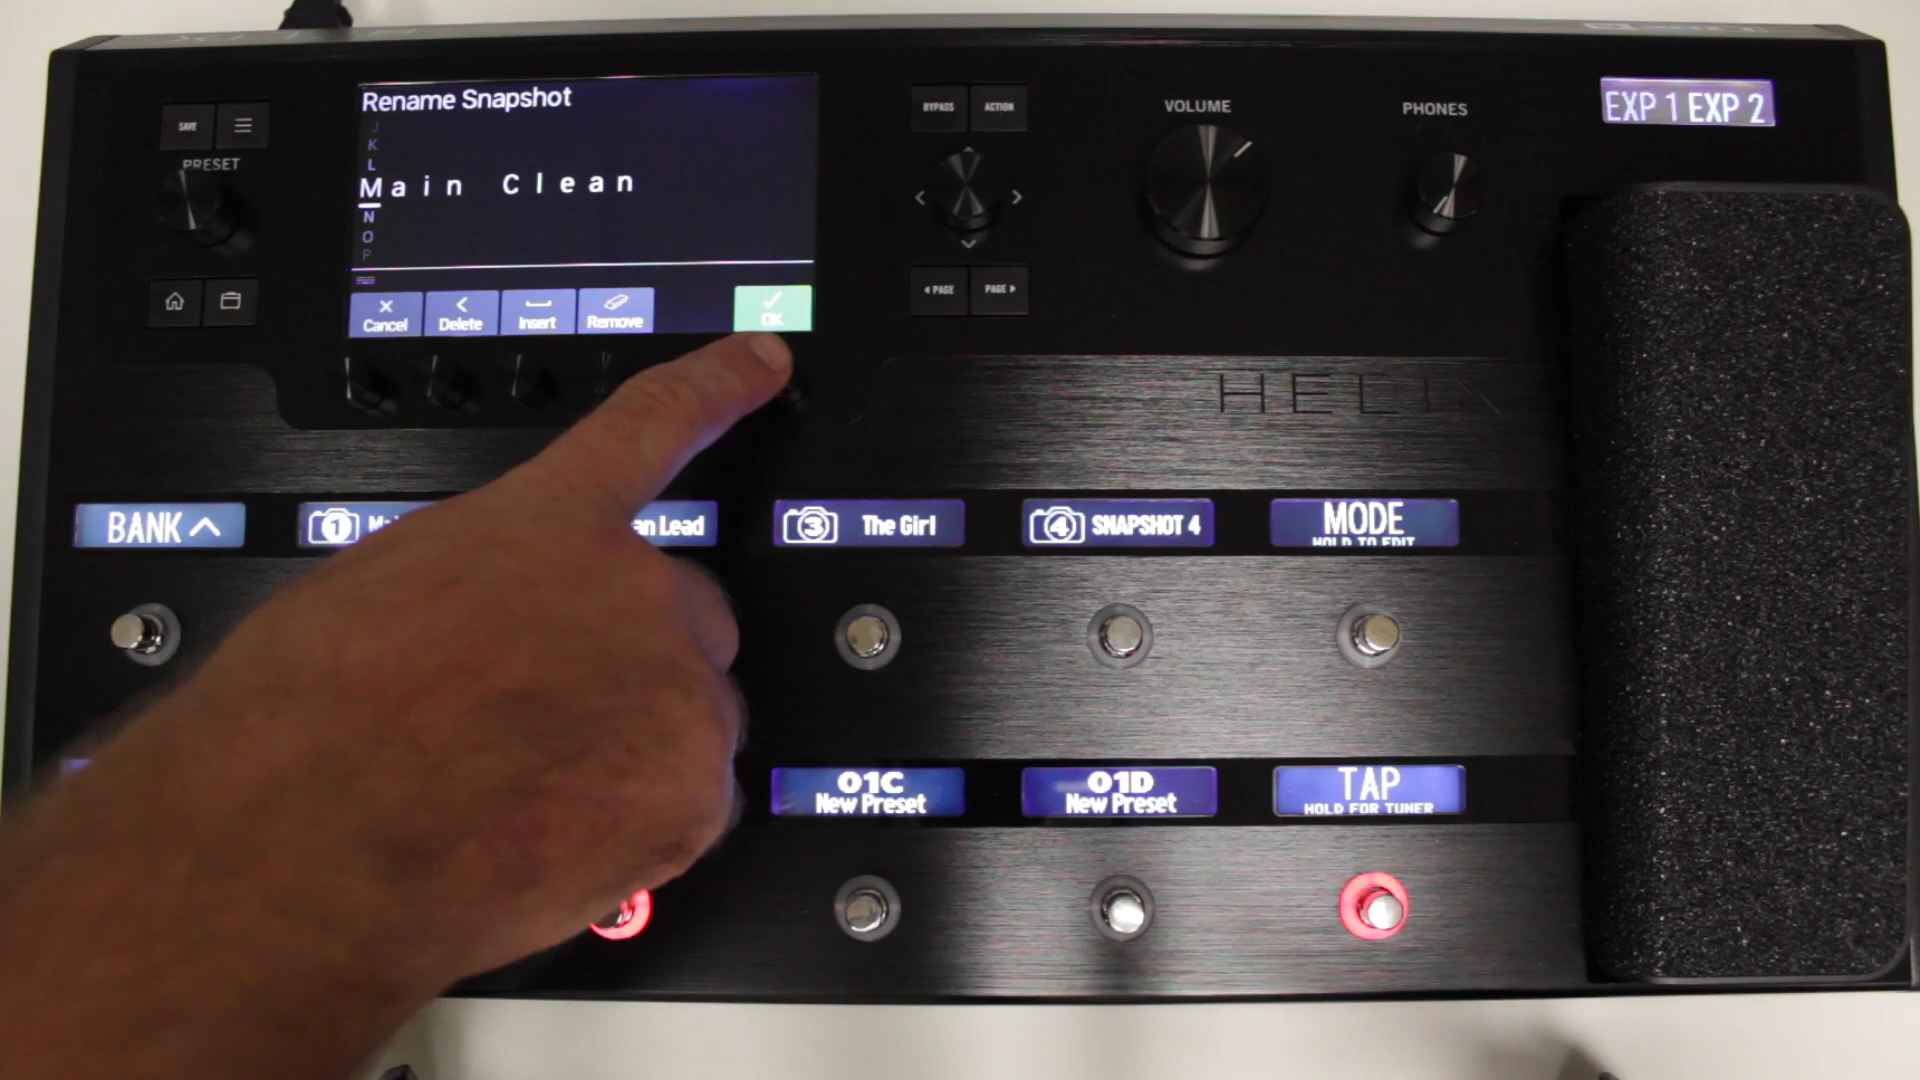 SAVE
PRESET
Rename Snapshot
J
K
L
Main Clean
N
O
P
Cancel
Delete
Insert
Remove
OK
BYPASS
ACTION
PAGE
PAGE
VOLUME
PHONES
EXP 1 EXP 2
HELIX
BANK
1
an Lead
3 The Girl
4 SNAPSHOT 4
MODE
HOLD TO EDIT
01C
New Preset
01D
New Preset
TAP
HOLD FOR TUNER